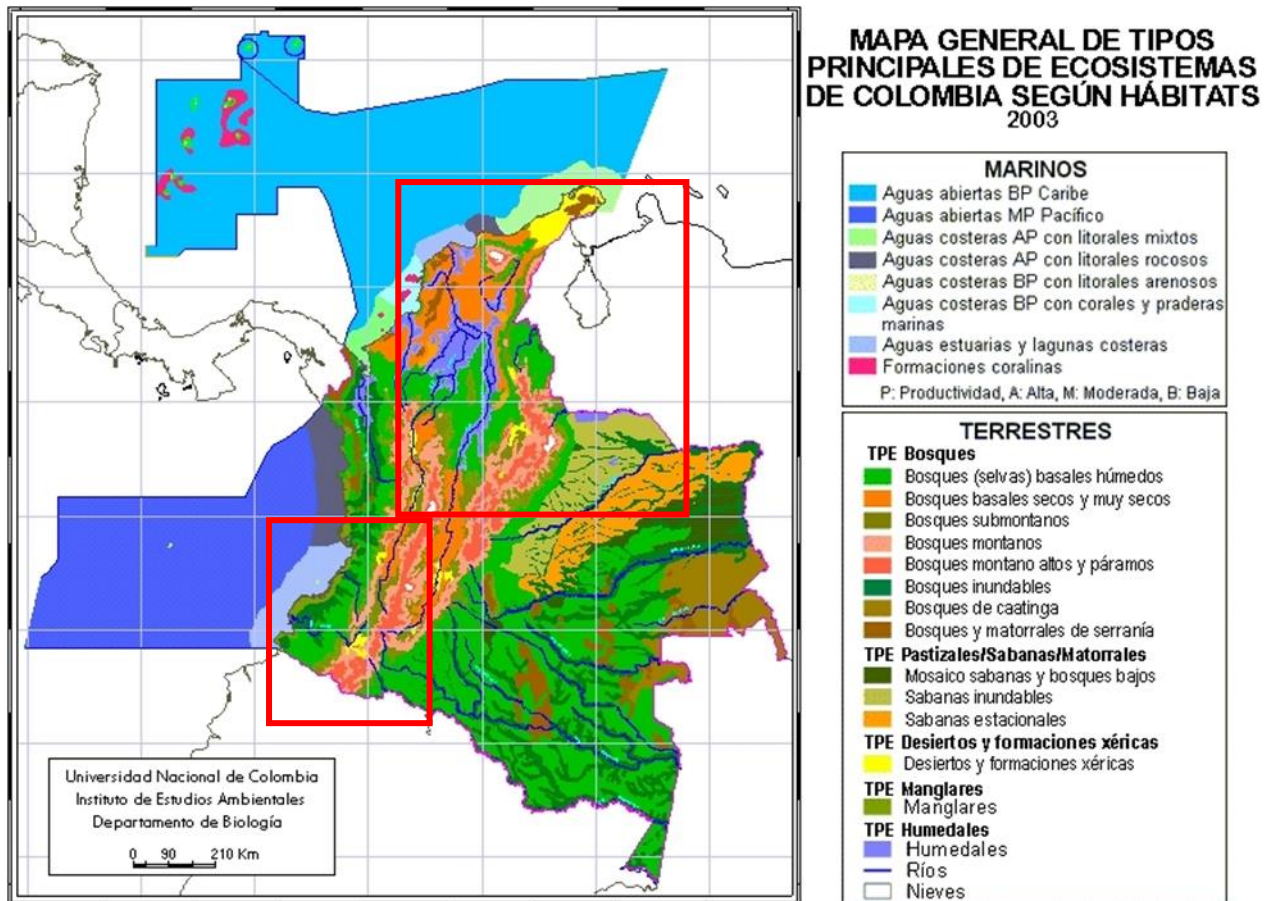 MAPA GENERAL DE TIPOS
PRINCIPALES DE ECOSISTEMAS
DE COLOMBIA SEGÚN HÁBITATS
2003
MARINOS
Aguas abiertas BP Caribe
Aguas abiertas MP Pacífico
Aguas costeras AP con litorales mixtos
Aguas costeras AP con litorales rocosos
Aguas costeras BP con litorales arenosos
Aguas costeras BP con corales y praderas
marinas
Aguas estuarias y lagunas costeras
Formaciones coralinas
P: Productividad, A: Alta, M: Moderada, B: Baja
TERRESTRES
TPE Bosques
Bosques (selvas) basales húmedos
Bosques basales secos y muy secos
Bosques submontanos
Bosques montanos
Bosques montano altos y páramos
Bosques inundables
Bosques de caatinga
Bosques y matorrales de serranía
TPE Pastizales/Sabanas/Matorrales
Mosaico sabanas y bosques bajos
Sabanas inundables
Sabanas estacionales
TPE Desiertos y formaciones xéricas
Desiertos y formaciones xéricas
TPE Manglares
Manglares
TPE Humedales
Humedales
Ríos
Nieves
Universidad Nacional de Colombia
Instituto de Estudios Ambientales
Departamento de Biología
0 90 210 Km